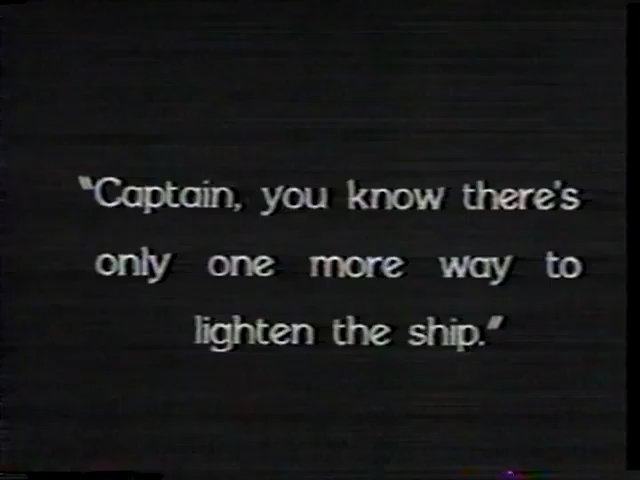 "Captain, you know there's
only one more way to
lighten the ship."